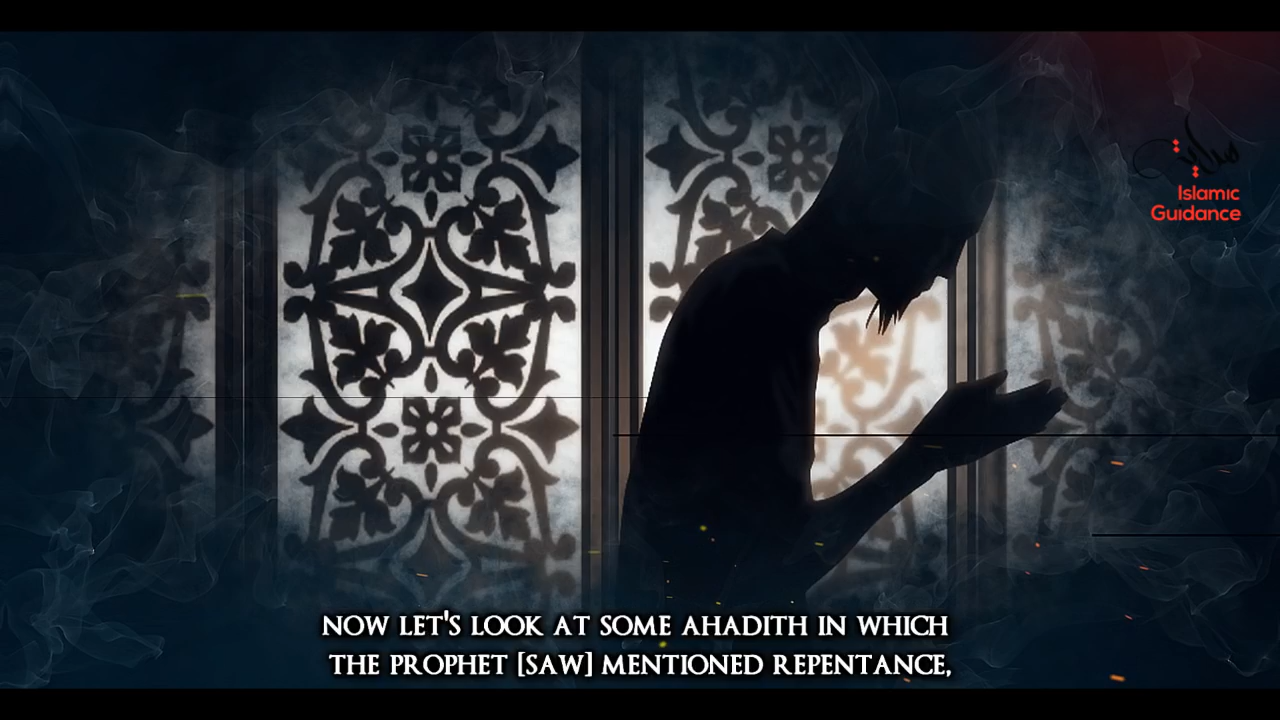 Islamic
Guidance
NOW LET'S LOOK AT SOME AHADITH IN WHICH
THE PROPHET [SAW] MENTIONED REPENTANCE,